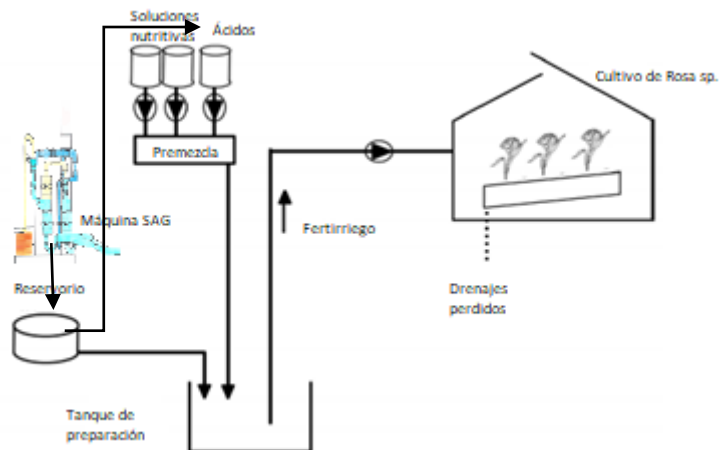 Soluciones
nutritivas
Ácidos
Cultivo de Rosa sp.
Premezcla
Máquina SAG
Fertirriego
Reservorio
Drenajes
perdidos
Tanque de
preparación